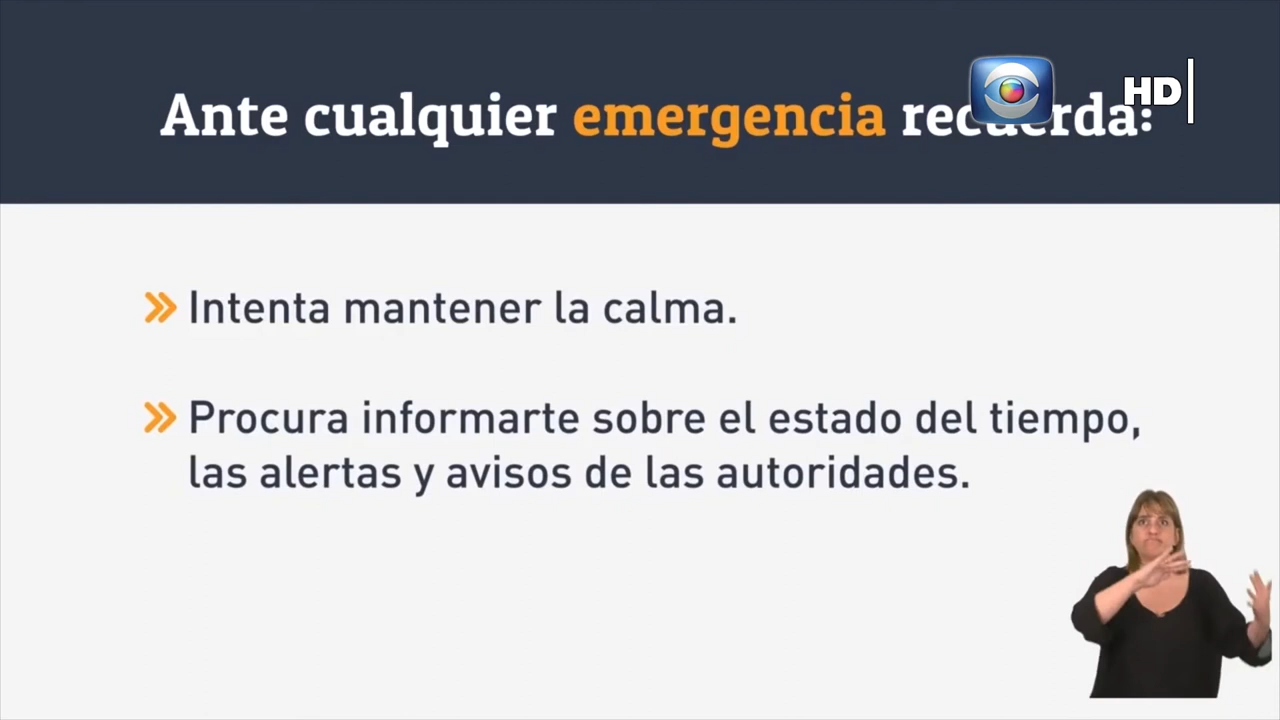 Ante cualquier emergencia recuerda:
HD
Intenta mantener la calma.
Procura informarte sobre el estado del tiempo,
las alertas y avisos de las autoridades.